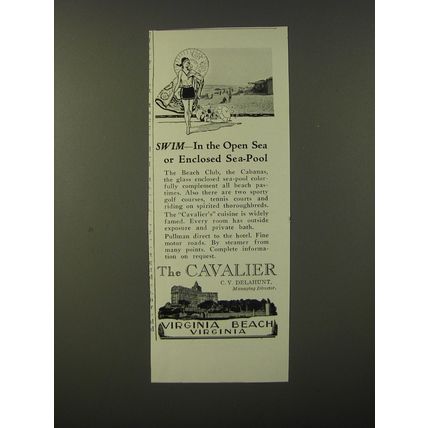 SWIM—In the Open Sea
or Enclosed Sea-Pool
The Beach Club, the Cabanas,
the glass enclosed sea-pool color-
fully complement all beach pas-
times. Also there are two sporty
golf courses, tennis courts and
riding on spirited thoroughbreds.
The "Cavalier's" cuisine is widely
famed. Every room has outside
exposure and private bath.
Pullman direct to the hotel. Fine
motor roads. By steamer from
many points. Complete informa-
tion on request.
The CAVALIER
C. V. DELAHUNT,
Managing Director.
VIRGINIA BEACH
VIRGINIA